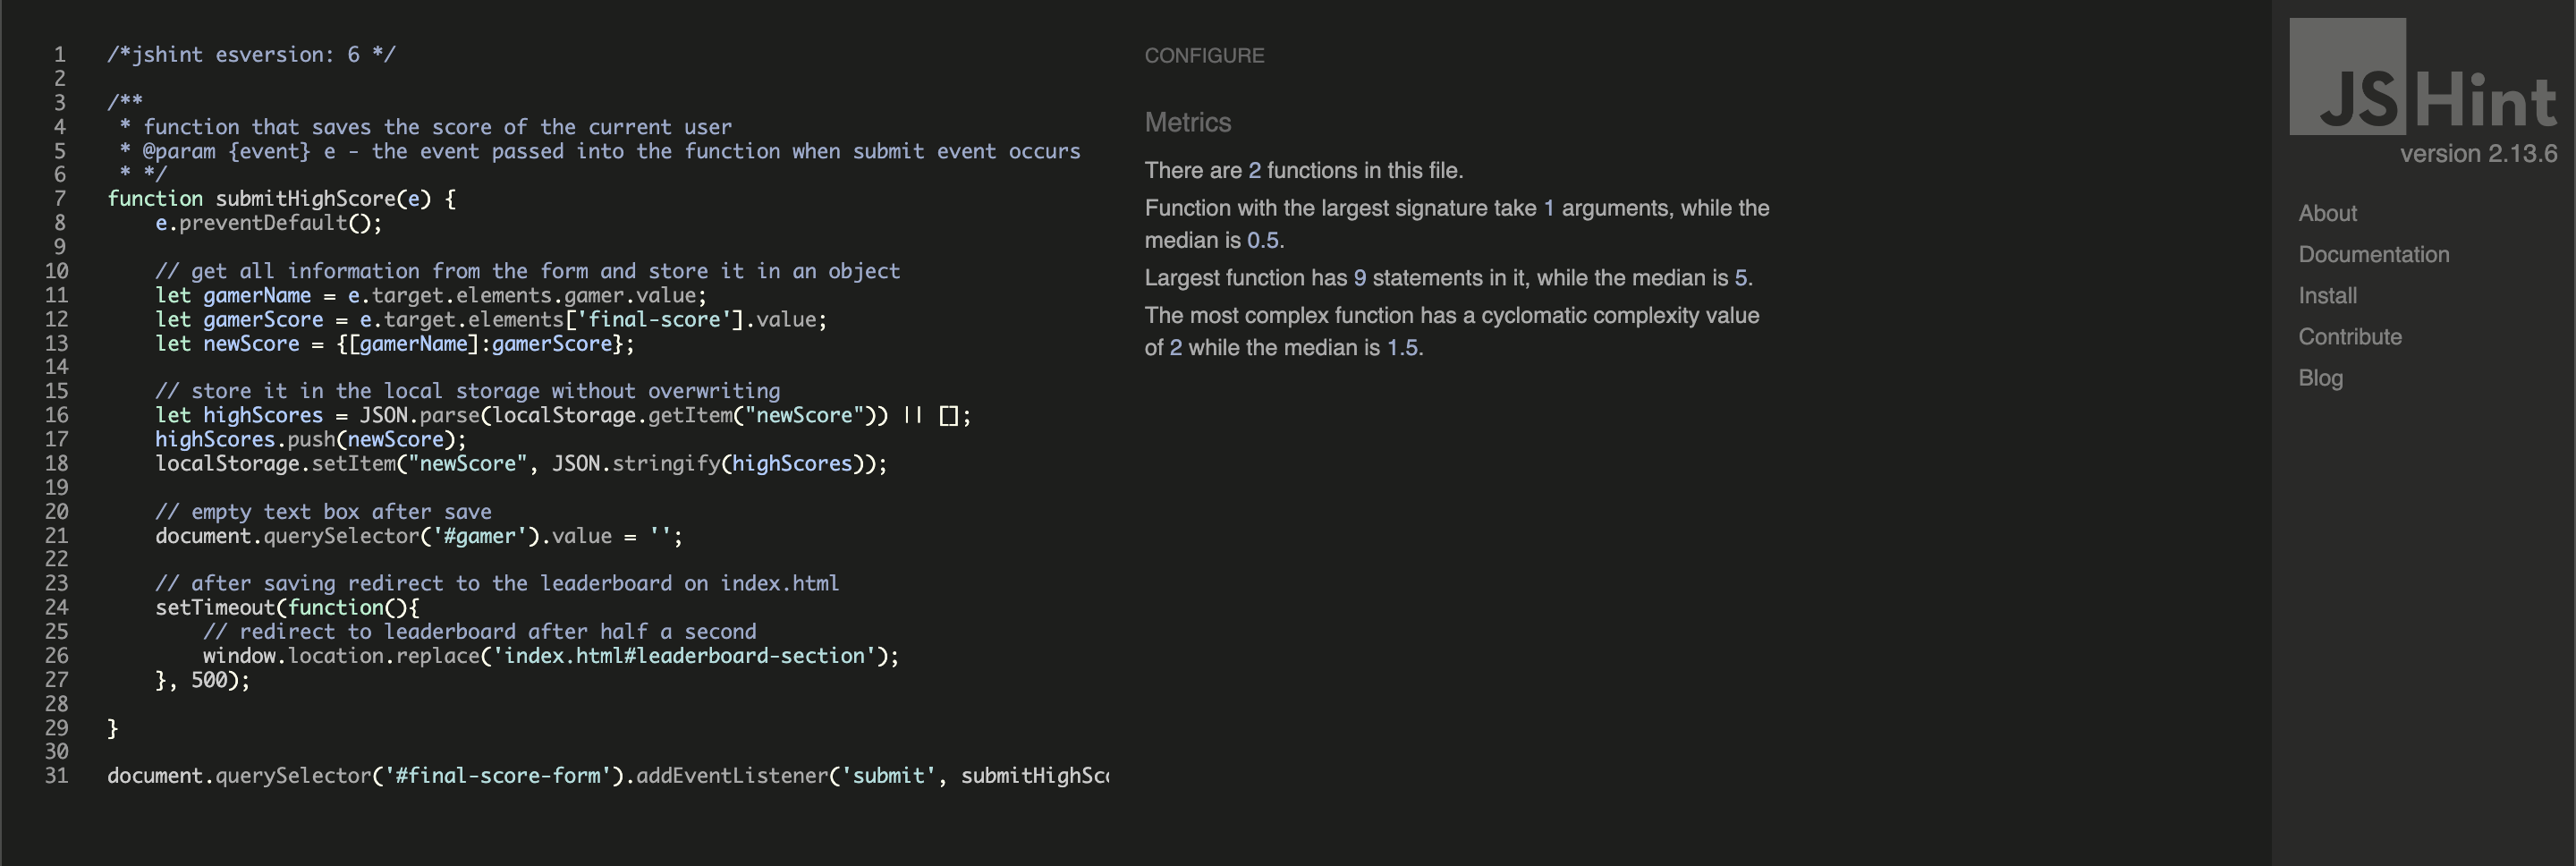 1 /*jshint esversion: 6 */
2
3 /**
4  * function that saves the score of the current user
5  * @param {event} e - the event passed into the function when submit event occurs
6  * */
7 function submitHighScore(e) {
8     e.preventDefault();
9
10     // get all information from the form and store it in an object
11     let gamerName = e.target.elements.gamer.value;
12     let gamerScore = e.target.elements['final-score'].value;
13     let newScore = {[gamerName]:gamerScore};
14
15     // store it in the local storage without overwriting
16     let highScores = JSON.parse(localStorage.getItem("newScore")) || [];
17     highScores.push(newScore);
18     localStorage.setItem("newScore", JSON.stringify(highScores));
19
20     // empty text box after save
21     document.querySelector('#gamer').value = '';
22
23     // after saving redirect to the leaderboard on index.html
24     setTimeout(function(){
25         // redirect to leaderboard after half a second
26         window.location.replace('index.html#leaderboard-section');
27     }, 500);
28
29 }
30
31 document.querySelector('#final-score-form').addEventListener('submit', submitHighSc
CONFIGURE
Metrics
There are 2 functions in this file.
Function with the largest signature take 1 arguments, while the
median is 0.5.
Largest function has 9 statements in it, while the median is 5.
The most complex function has a cyclomatic complexity value
of 2 while the median is 1.5.
JSHint
version 2.13.6
About
Documentation
Install
Contribute
Blog